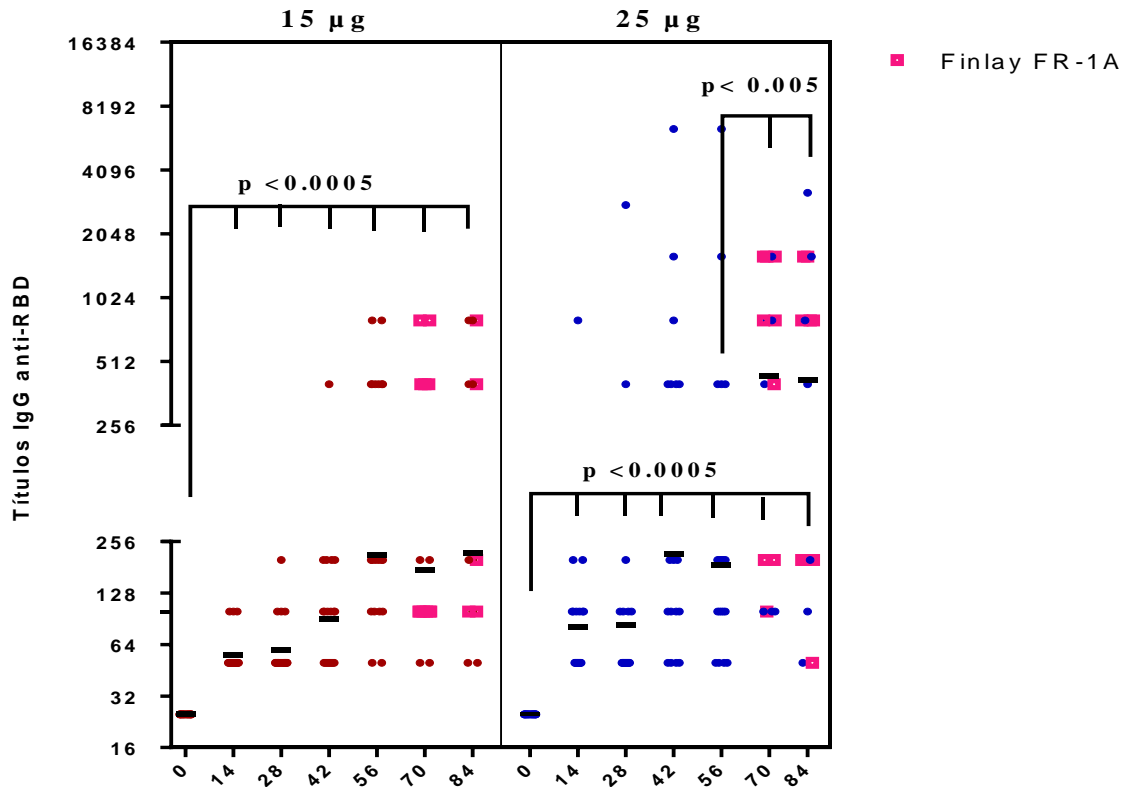 15 µg
25 µg
Finlay FR-1A
Títulos IgG anti-RBD
16384
8192
4096
2048
1024
512
256
256
128
64
32
16
p <0.0005
p< 0.005
p <0.0005
0 14 28 42 56 70 84
0 14 28 42 56 70 84